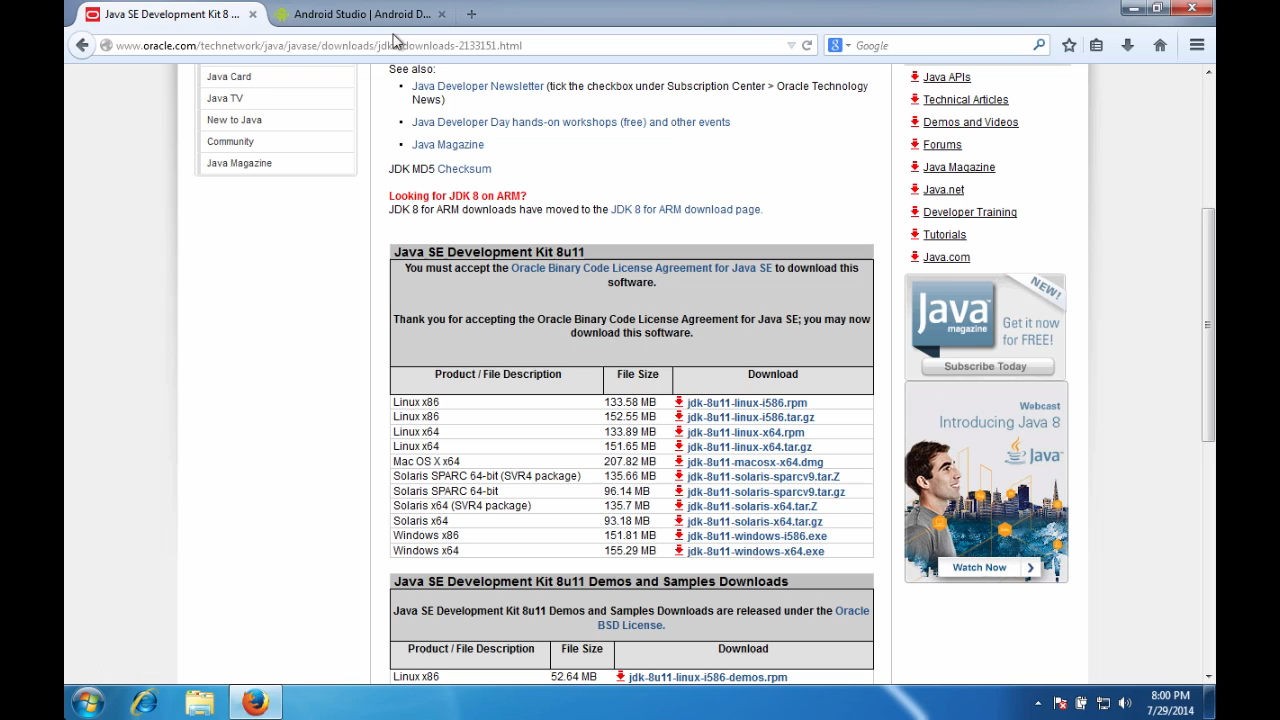 Java SE Development Kit 8 ...
Android Studio | Android D...
www.oracle.com/technetwork/java/javase/downloads/jdk
downloads-2133151.html
Google
Java Card
Java TV
New to Java
Community
Java Magazine
See also:
Java Developer Newsletter (tick the checkbox under Subscription Center > Oracle Technology
News)
Java Developer Day hands-on workshops (free) and other events
Java Magazine
JDK MD5 Checksum
Looking for JDK 8 on ARM?
JDK 8 for ARM downloads have moved to the JDK 8 for ARM download page.
Java SE Development Kit 8u11
You must accept the Oracle Binary Code License Agreement for Java SE to download this
software.
Thank you for accepting the Oracle Binary Code License Agreement for Java SE; you may now
download this software.
Product / File Description File Size Download
Linux x86 133.58 MB jdk-8u11-linux-i586.rpm
Linux x86 152.55 MB jdk-8u11-linux-i586.tar.gz
Linux x64 133.89 MB jdk-8u11-linux-x64.rpm
Linux x64 151.65 MB jdk-8u11-linux-x64.tar.gz
Mac OS X x64 207.82 MB jdk-8u11-macosx-x64.dmg
Solaris SPARC 64-bit (SVR4 package) 135.66 MB jdk-8u11-solaris-sparcv9.tar.Z
Solaris SPARC 64-bit 96.14 MB jdk-8u11-solaris-sparcv9.tar.gz
Solaris x64 (SVR4 package) 135.7 MB jdk-8u11-solaris-x64.tar.Z
Solaris x64 93.18 MB jdk-8u11-solaris-x64.tar.gz
Windows x86 151.81 MB jdk-8u11-windows-i586.exe
Windows x64 155.29 MB jdk-8u11-windows-x64.exe
Java SE Development Kit 8u11 Demos and Samples Downloads
Java SE Development Kit 8u11 Demos and Samples Downloads are released under the Oracle
BSD License.
Product / File Description File Size Download
Linux x86 52.64 MB jdk-8u11-linux-i586-demos.rpm
Java APIs
Technical Articles
Demos and Videos
Forums
Java Magazine
Java.net
Developer Training
Tutorials
Java.com
NEW!
Java
magazine
Get it now
for FREE!
Subscribe Today
Webcast
Introducing Java 8
Java
Watch Now
8:00 PM
7/29/2014